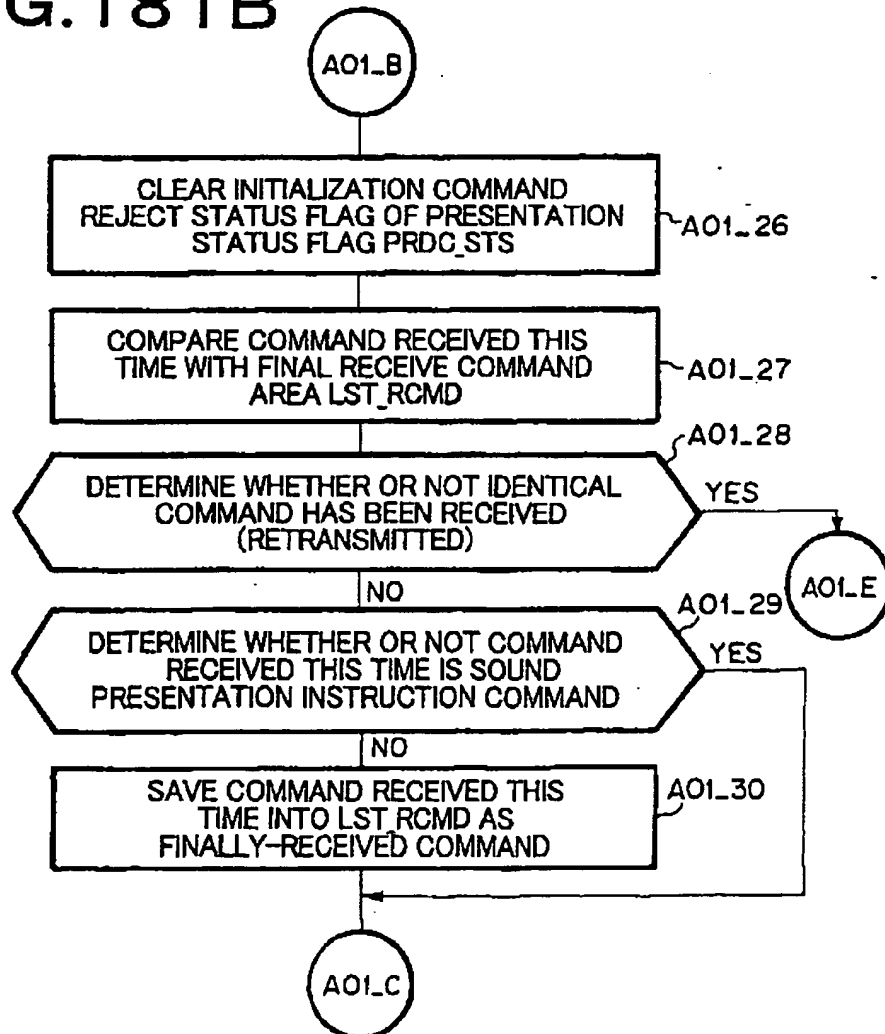 G.181B
A01_B
CLEAR INITIALIZATION COMMAND
REJECT STATUS FLAG OF PRESENTATION
STATUS FLAG PRDC_STS
A01_26
COMPARE COMMAND RECEIVED THIS
TIME WITH FINAL RECEIVE COMMAND
AREA LST_RCMD
A01_27
A01_28
DETERMINE WHETHER OR NOT IDENTICAL
COMMAND HAS BEEN RECEIVED
(RETRANSMITTED)
YES
A01_E
NO
A01_29
DETERMINE WHETHER OR NOT COMMAND
RECEIVED THIS TIME IS SOUND
PRESENTATION INSTRUCTION COMMAND
YES
NO
SAVE COMMAND RECEIVED THIS
TIME INTO LST_RCMD AS
FINALLY-RECEIVED COMMAND
A01_30
A01_C